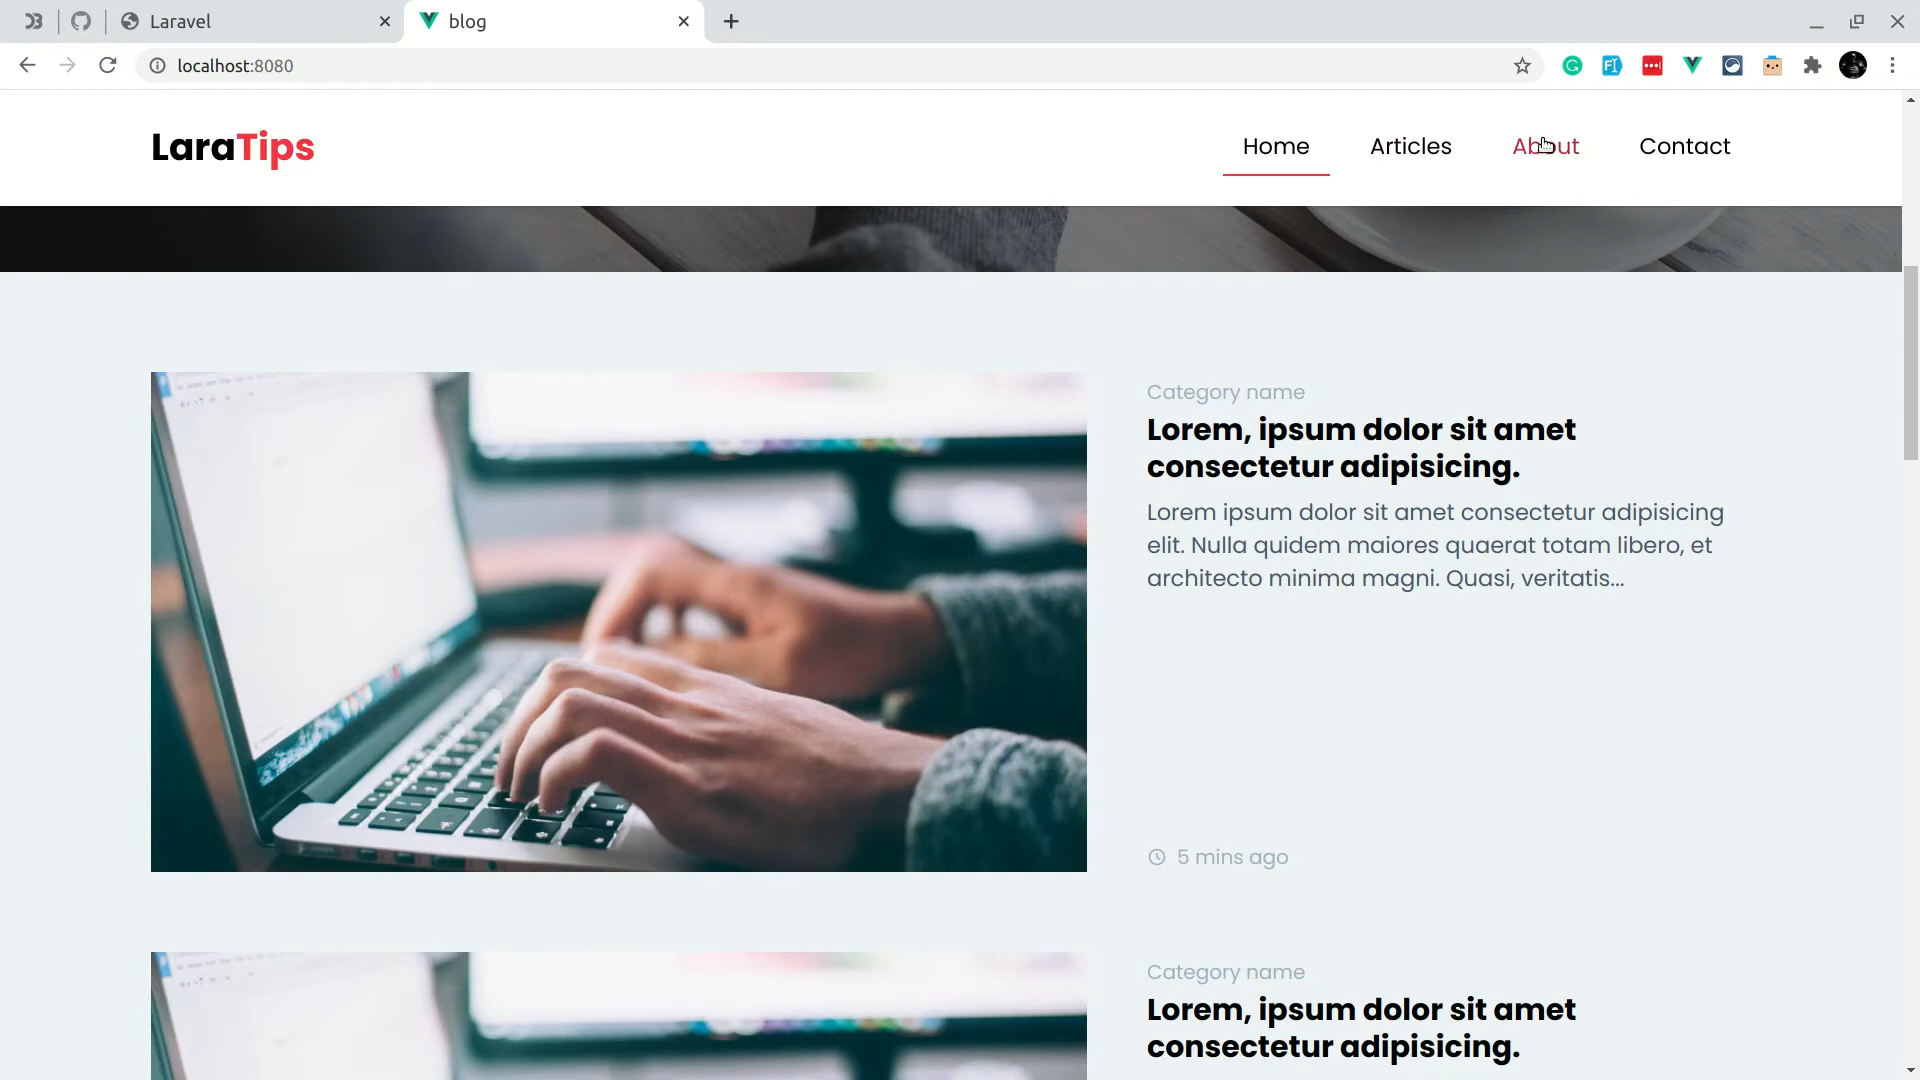 Laravel
blog
localhost:8080
LaraTips
Home
Articles
About
Contact
Category name
Lorem, ipsum dolor sit amet
consectetur adipisicing.
Lorem ipsum dolor sit amet consectetur adipisicing
elit. Nulla quidem maiores quaerat totam libero, et
architecto minima magni. Quasi, veritatis...
5 mins ago
Category name
Lorem, ipsum dolor sit amet
consectetur adipisicing.